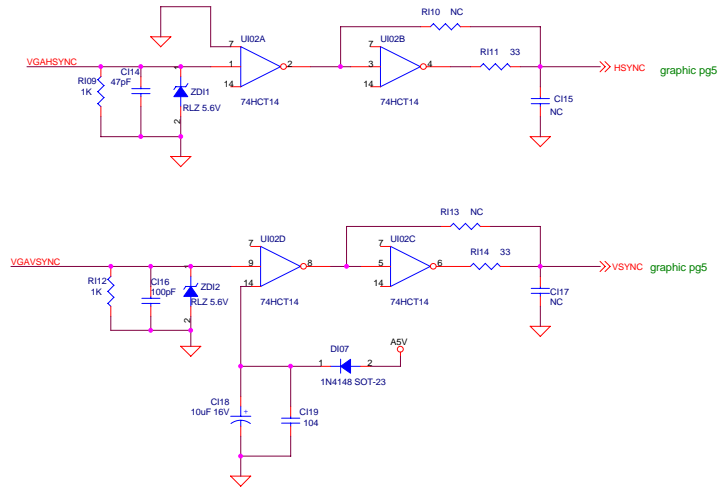 RI10 NC
UI02A
UI02B
7
7
RI11 33
VGAHSYNC
1
2
3
4
HSYNC
graphic pg5
CI14
47pF
RI09
1K
1
14
14
ZDI1
CI15
NC
RLZ 5.6V
74HCT14
74HCT14
2
RI13 NC
UI02D
UI02C
7
7
RI14 33
VGAVSYNC
9
8
5
6
VSYNC
graphic pg5
RI12
1K
CI16
100pF
1
14
14
ZDI2
CI17
NC
RLZ 5.6V
74HCT14
74HCT14
2
A5V
DI07
1
2
1N4148 SOT-23
CI18
10uF 16V
+
CI19
104